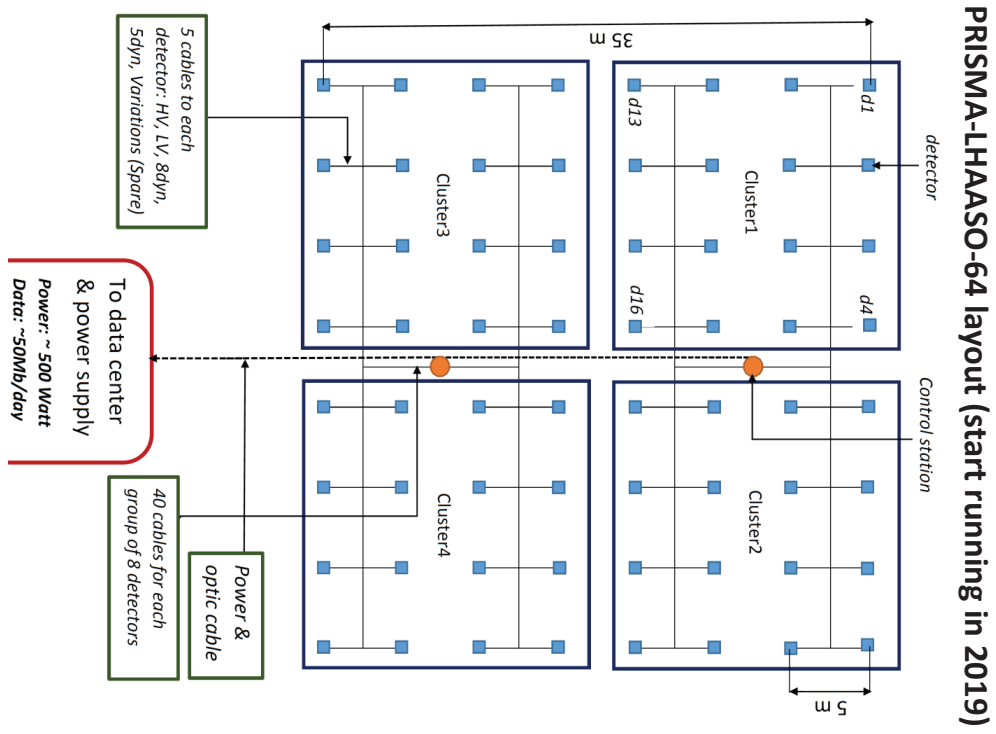 PRISMA-LHAASO-64 layout (start running in 2019)
detector
Control station
d1
d4
d13
d16
Cluster1
Cluster2
35 m
5 m
Cluster3
Cluster4
5 cables to each
detector: HV, LV, 8dyn,
5dyn, Variations (Spare)
To data center
& power supply
Power: ~ 500 Watt
Data: ~50Mb/day
Power &
optic cable
40 cables for each
group of 8 detectors